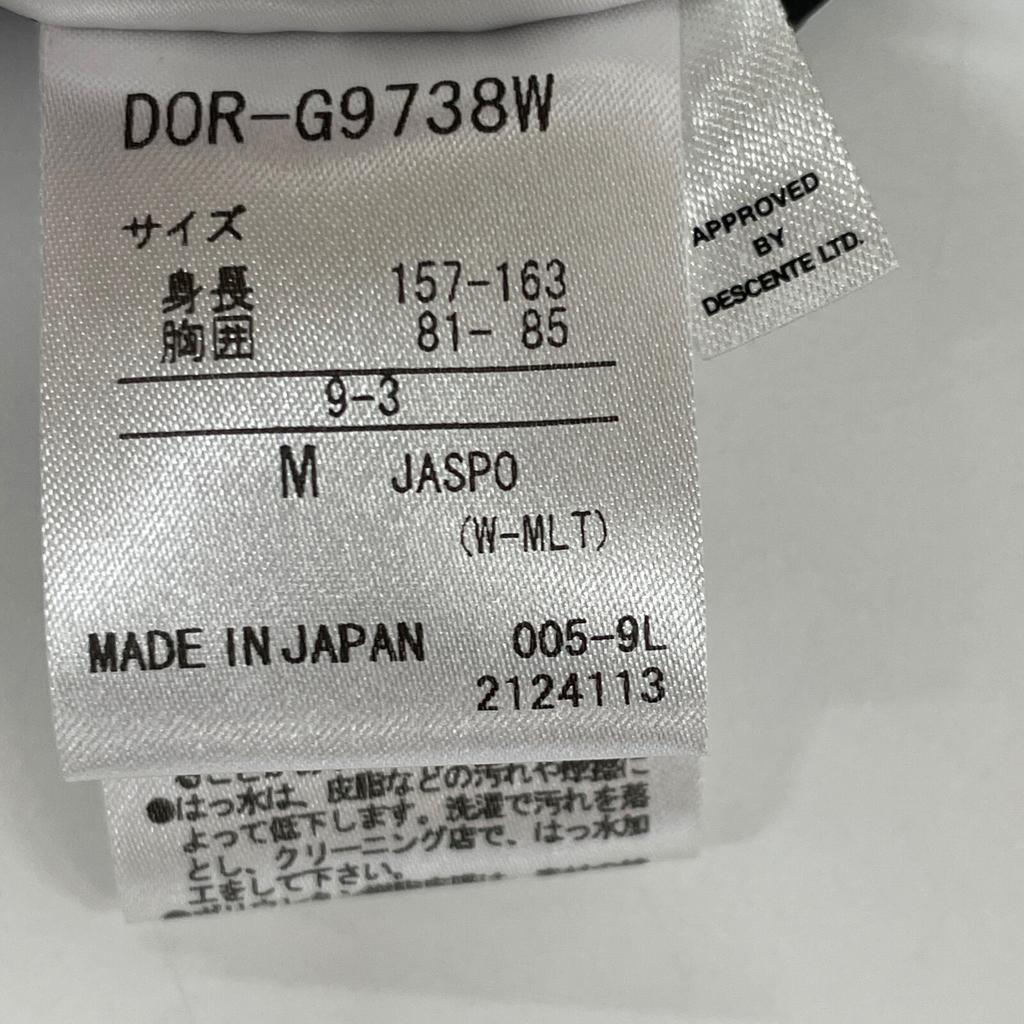 DOR-G9738W
サイズ
身長 157-163
胸囲 81- 85
9-3
M JASPO
(W-MLT)
MADE IN JAPAN 005-9L
2124113
APPROVED
BY
DESCENTE LTD.
●はっ水は、皮脂などの汚れや摩擦に
よって低下します。洗濯で汚れを落
とし、クリーニング店で、はっ水加
工をして下さい。